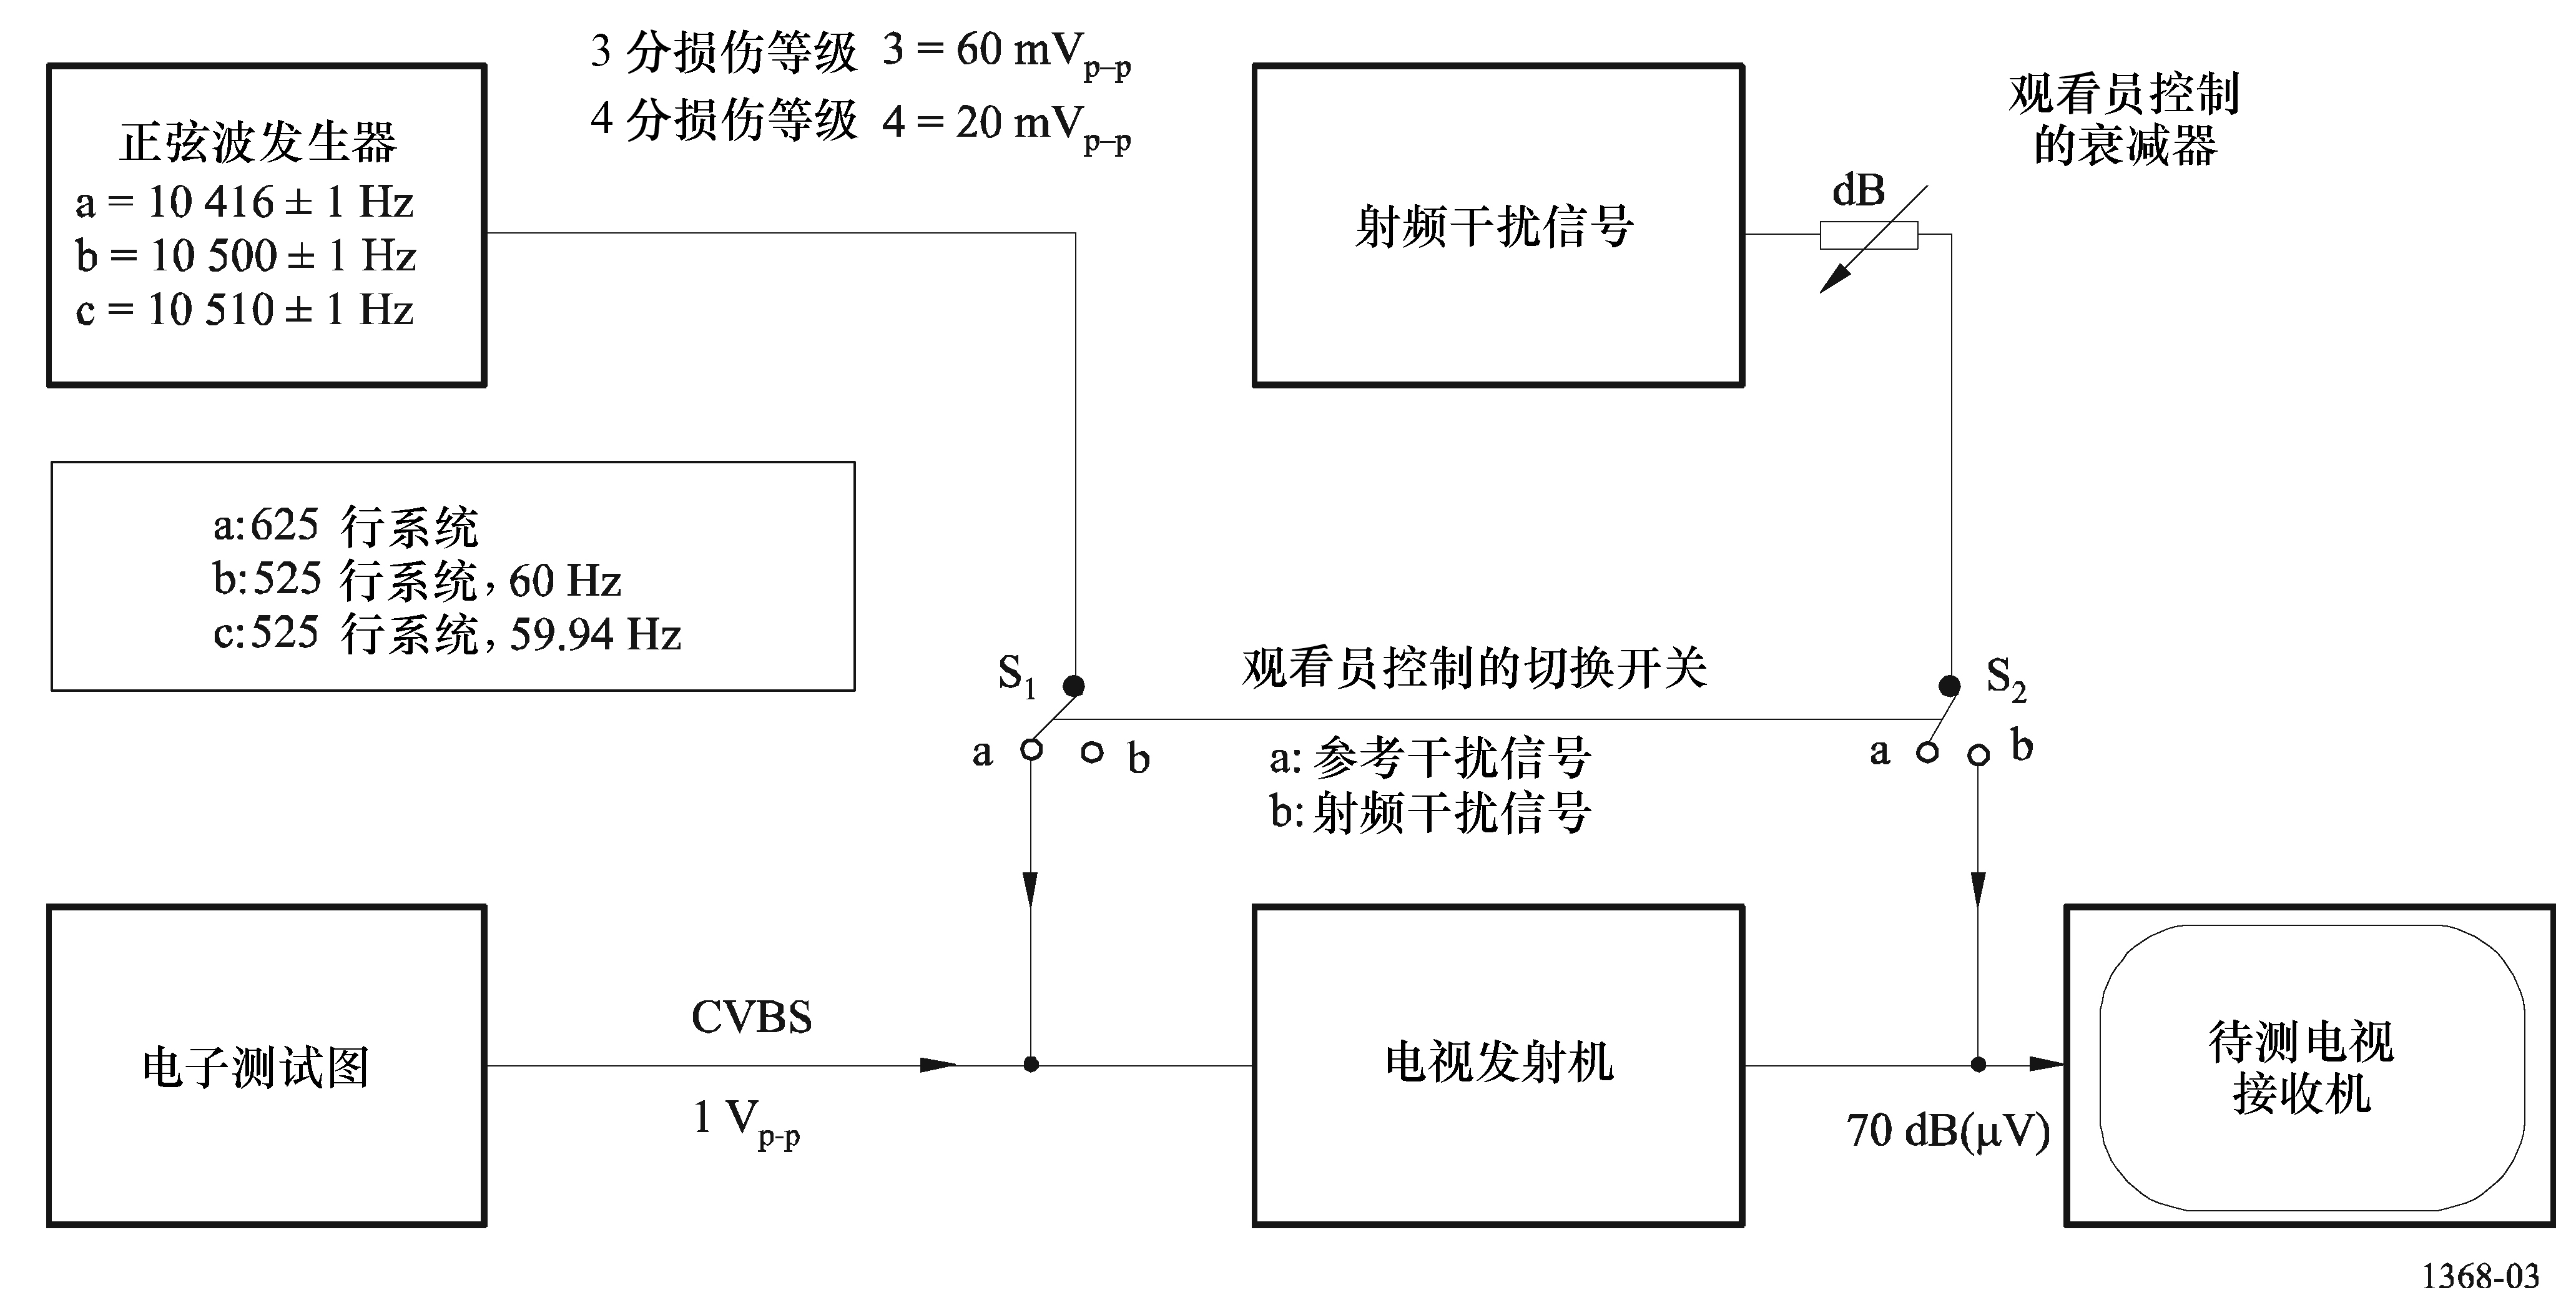 3 分损伤等级 3 = 60 mVp–p
4 分损伤等级 4 = 20 mVp–p
正弦波发生器
a = 10 416 ± 1 Hz
b = 10 500 ± 1 Hz
c = 10 510 ± 1 Hz
射频干扰信号
观看员控制
的衰减器
dB
a:625 行系统
b:525 行系统, 60 Hz
c:525 行系统, 59.94 Hz
S1
观看员控制的切换开关
S2
a
b
a: 参考干扰信号
b: 射频干扰信号
a
b
电子测试图
CVBS
1 Vp-p
电视发射机
70 dB(μV)
待测电视
接收机
1368-03